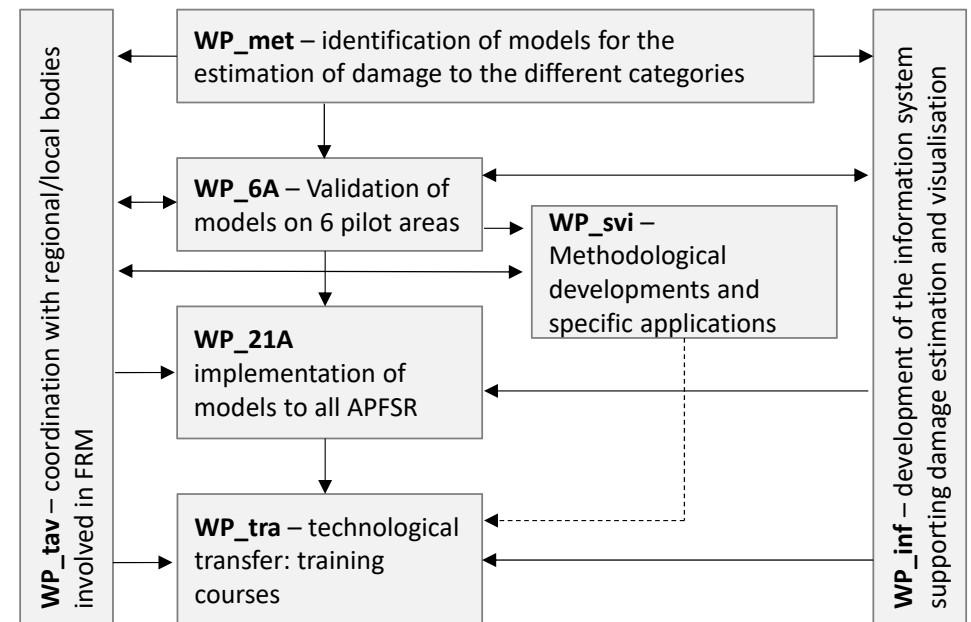 WP_tav – coordination with regional/local bodies
involved in FRM
WP_met – identification of models for the
estimation of damage to the different categories
WP_6A – Validation of
models on 6 pilot areas
WP_svi –
Methodological
developments and
specific applications
WP_21A
implementation of
models to all APFSR
WP_tra – technological
transfer: training
courses
WP_inf – development of the information system
supporting damage estimation and visualisation